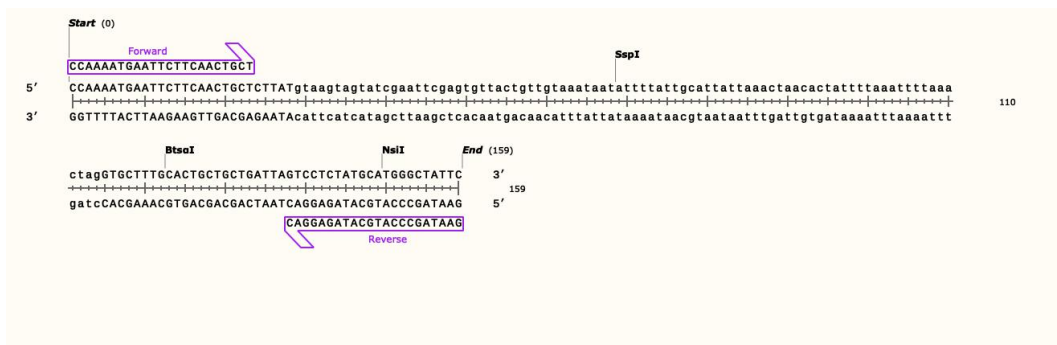 Start (0)
Forward
SspI
CCAAAATGAATTCTTCAACTGCT
5′ CCAAAATGAATTCTTCAACTGCTCTTATgtaagtagtatcgaattcgagtgttactgttgtaaataatattttattgcattattaaactaacactattttaaattttaaa
110
3′ GGTTTTACTTAAGAAGTTGACGAGAATAcattcatcatagcttaagctcacaatgacaacatttattataaaataacgtaataatttgattgtgataaaatttaaaattt
BtsαI NsiI End (159)
ctagGTGCTTTGCACTGCTGCTGATTAGTCCTCTATGCATGGGCTATTC 3′
159
gatcCACGAAACGTGACGACGACTAATCAGGAGATACGTACCCGATAAG 5′
CAGGAGATACGTACCCGATAAG
Reverse